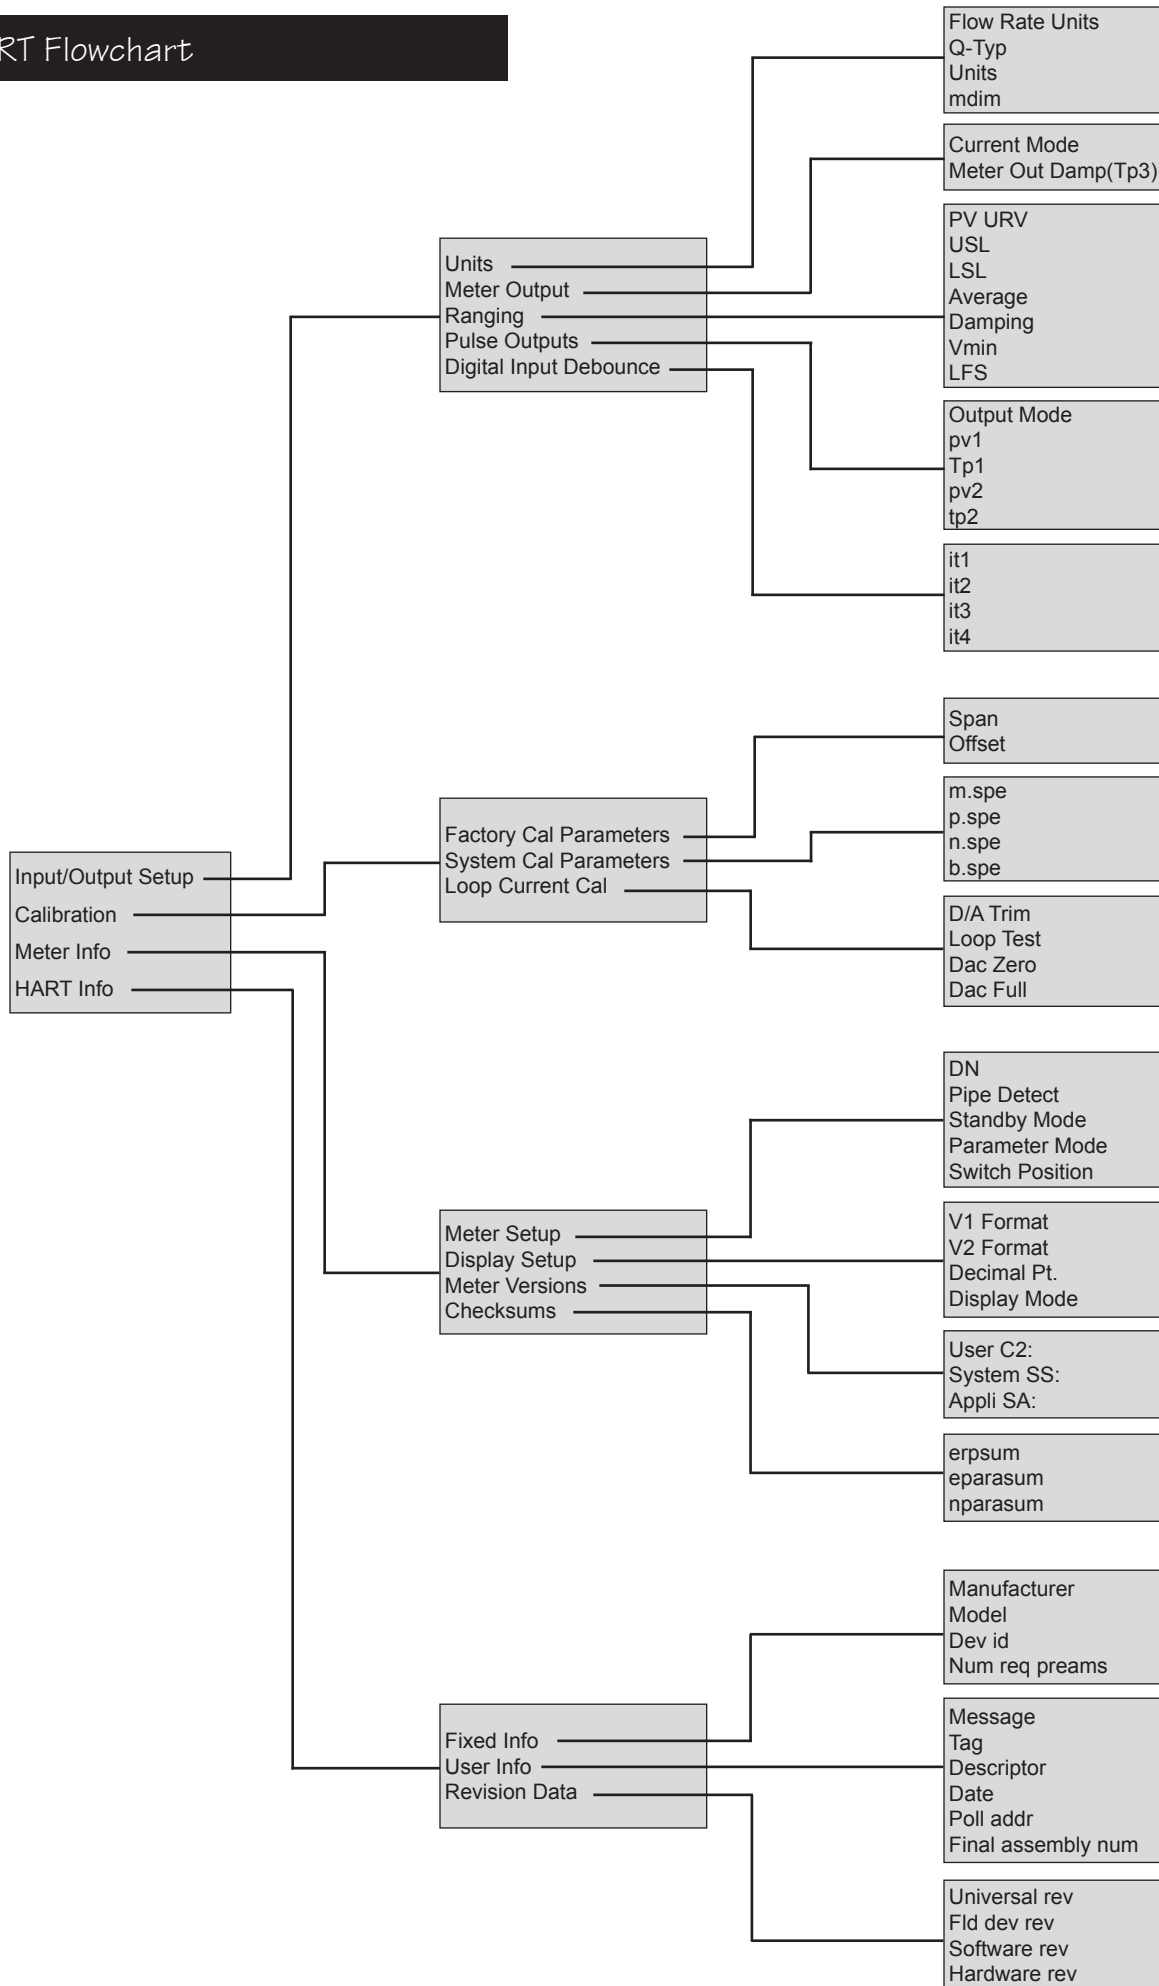 RT Flowchart
Flow Rate Units
Q-Typ
Units
mdim
Current Mode
Meter Out Damp(Tp3)
PV URV
USL
LSL
Average
Damping
Vmin
LFS
Units
Meter Output
Ranging
Pulse Outputs
Digital Input Debounce
Output Mode
pv1
Tp1
pv2
tp2
it1
it2
it3
it4
Span
Offset
m.spe
p.spe
n.spe
b.spe
Factory Cal Parameters
System Cal Parameters
Loop Current Cal
D/A Trim
Loop Test
Dac Zero
Dac Full
Input/Output Setup
Calibration
Meter Info
HART Info
DN
Pipe Detect
Standby Mode
Parameter Mode
Switch Position
Meter Setup
Display Setup
Meter Versions
Checksums
V1 Format
V2 Format
Decimal Pt.
Display Mode
User C2:
System SS:
Appli SA:
erpsum
eparasum
nparasum
Manufacturer
Model
Dev id
Num req preams
Fixed Info
User Info
Revision Data
Message
Tag
Descriptor
Date
Poll addr
Final assembly num
Universal rev
Fld dev rev
Software rev
Hardware rev